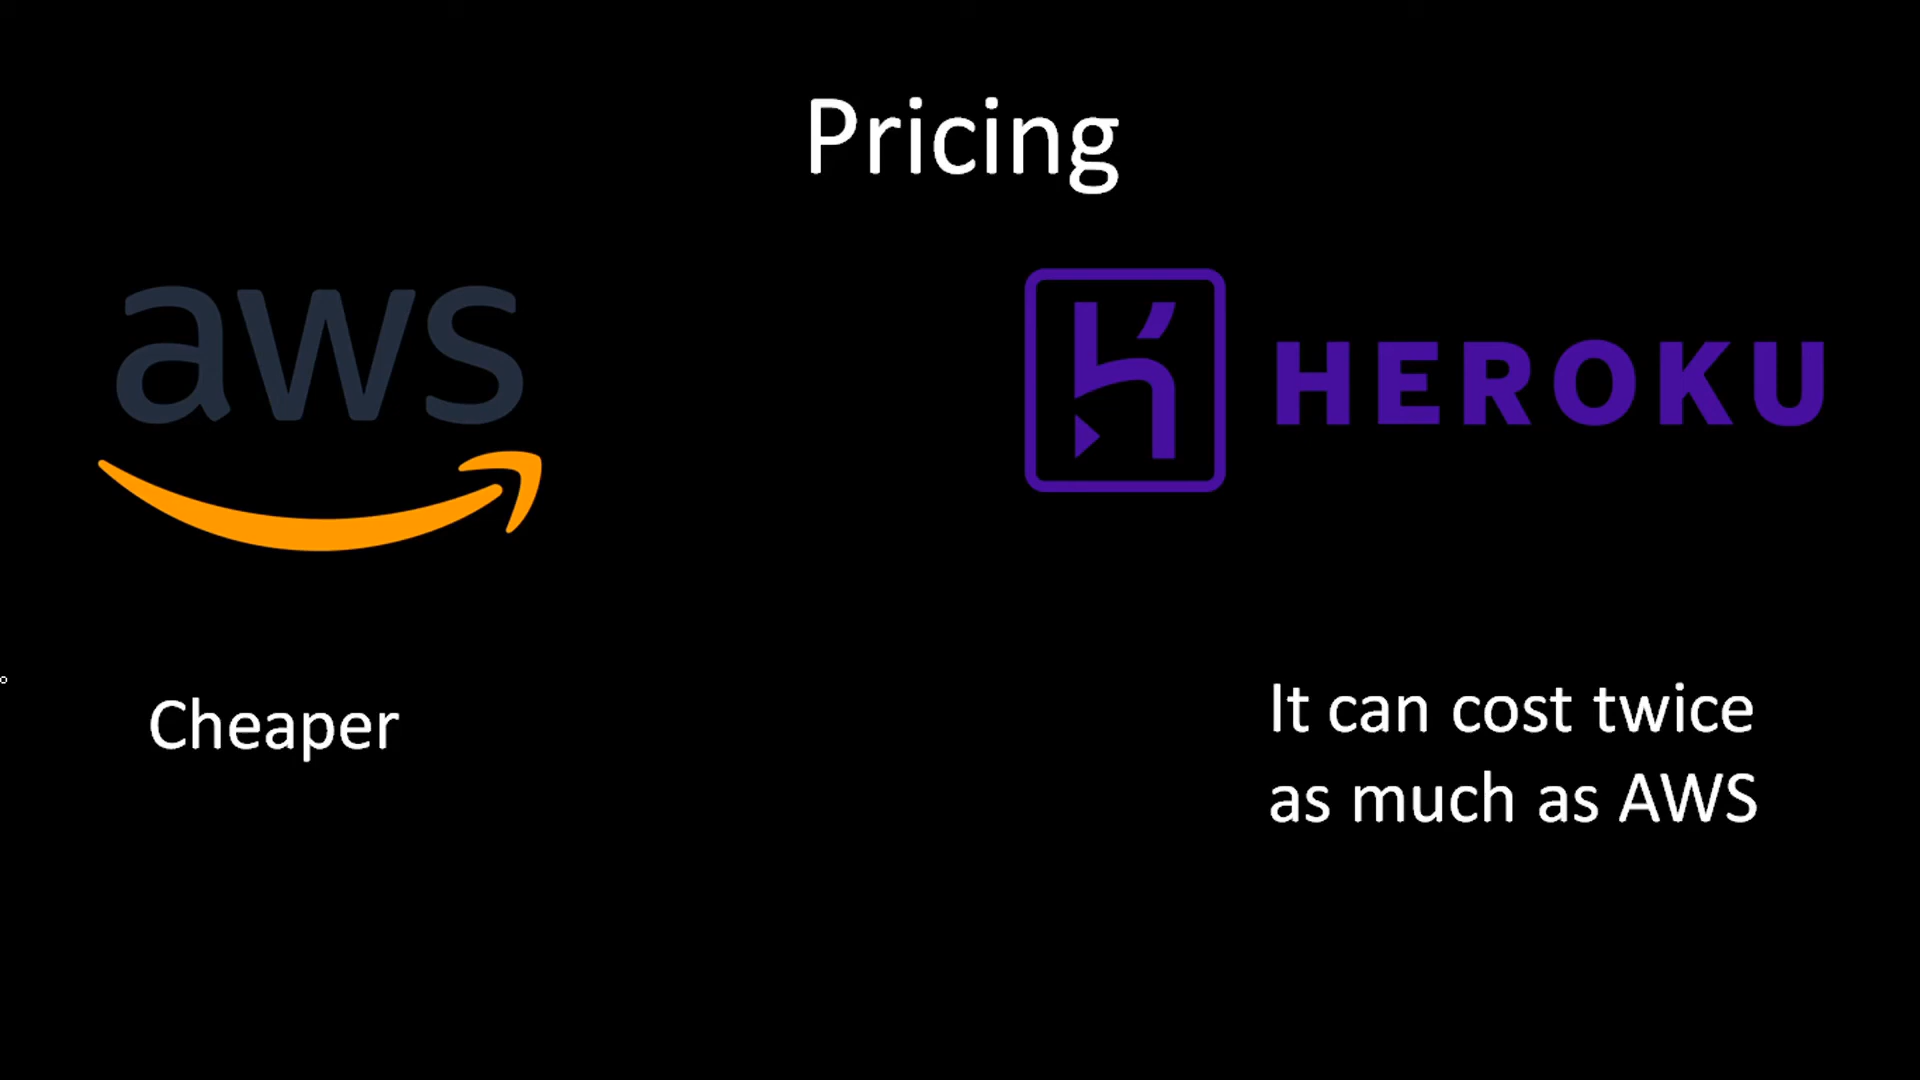 Pricing
aws
HEROKU
Cheaper
It can cost twice
as much as AWS